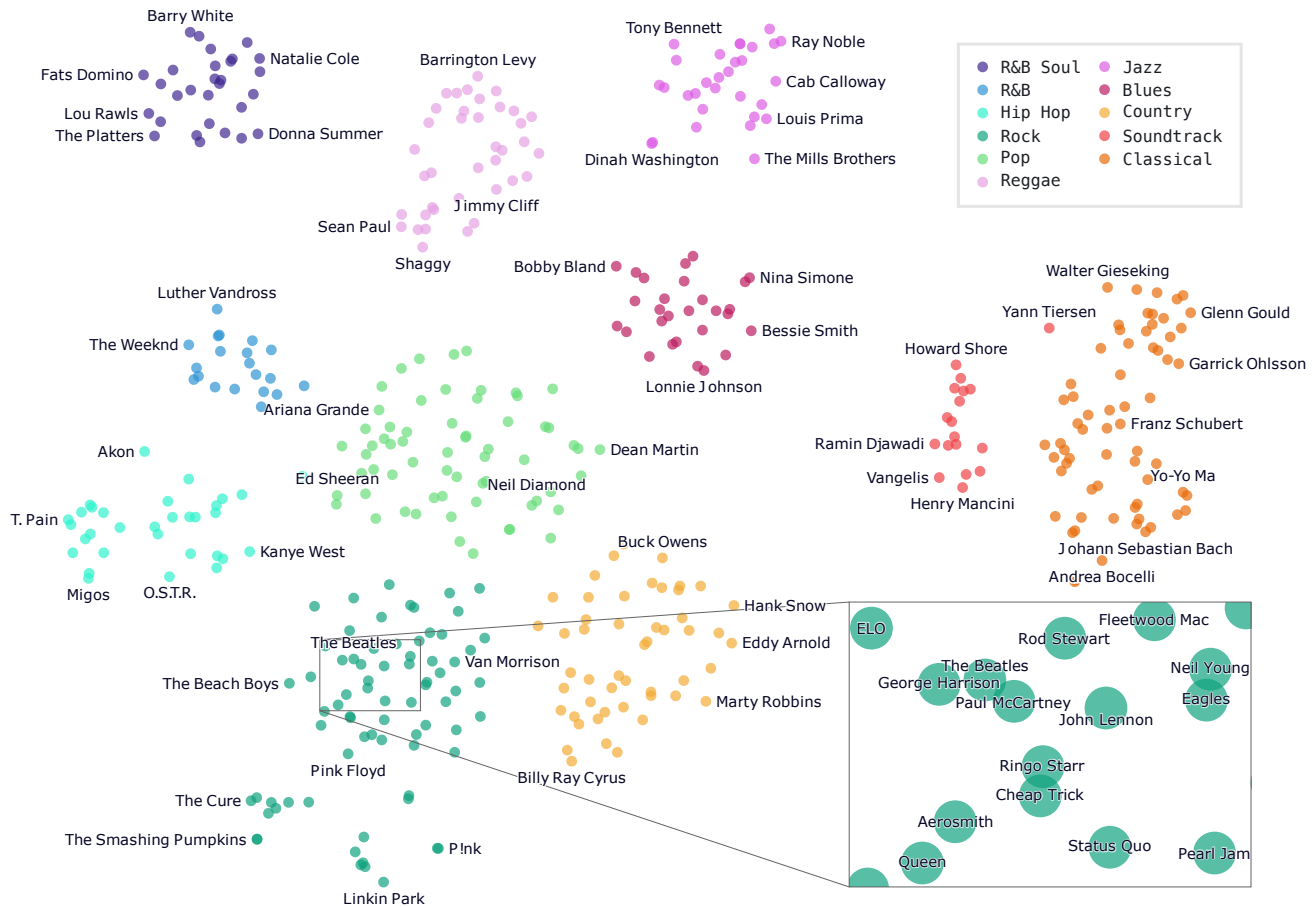 Barry White
Natalie Cole
Fats Domino
Lou Rawls
The Platters
Donna Summer
Barrington Levy
Jimmy Cliff
Sean Paul
Shaggy
Tony Bennett
Ray Noble
Cab Calloway
Louis Prima
Dinah Washington
The Mills Brothers
R&B Soul
R&B
Hip Hop
Rock
Pop
Reggae
Jazz
Blues
Country
Soundtrack
Classical
Bobby Bland
Nina Simone
Bessie Smith
Lonnie Johnson
Luther Vandross
The Weeknd
Ariana Grande
Dean Martin
Ed Sheeran
Neil Diamond
Walter Gieseking
Yann Tiersen
Glenn Gould
Howard Shore
Garrick Ohlsson
Franz Schubert
Ramin Djawadi
Vangelis
Henry Mancini
Yo-Yo Ma
Johann Sebastian Bach
Andrea Bocelli
Akon
T. Pain
Kanye West
Migos
O.S.T.R.
Buck Owens
Hank Snow
Eddy Arnold
Marty Robbins
Billy Ray Cyrus
The Beatles
Van Morrison
The Beach Boys
Pink Floyd
The Cure
The Smashing Pumpkins
P!nk
Linkin Park
ELO
Fleetwood Mac
Rod Stewart
The Beatles
Neil Young
George Harrison
Paul McCartney
Eagles
John Lennon
Ringo Starr
Cheap Trick
Aerosmith
Status Quo
Queen
Pearl Jam